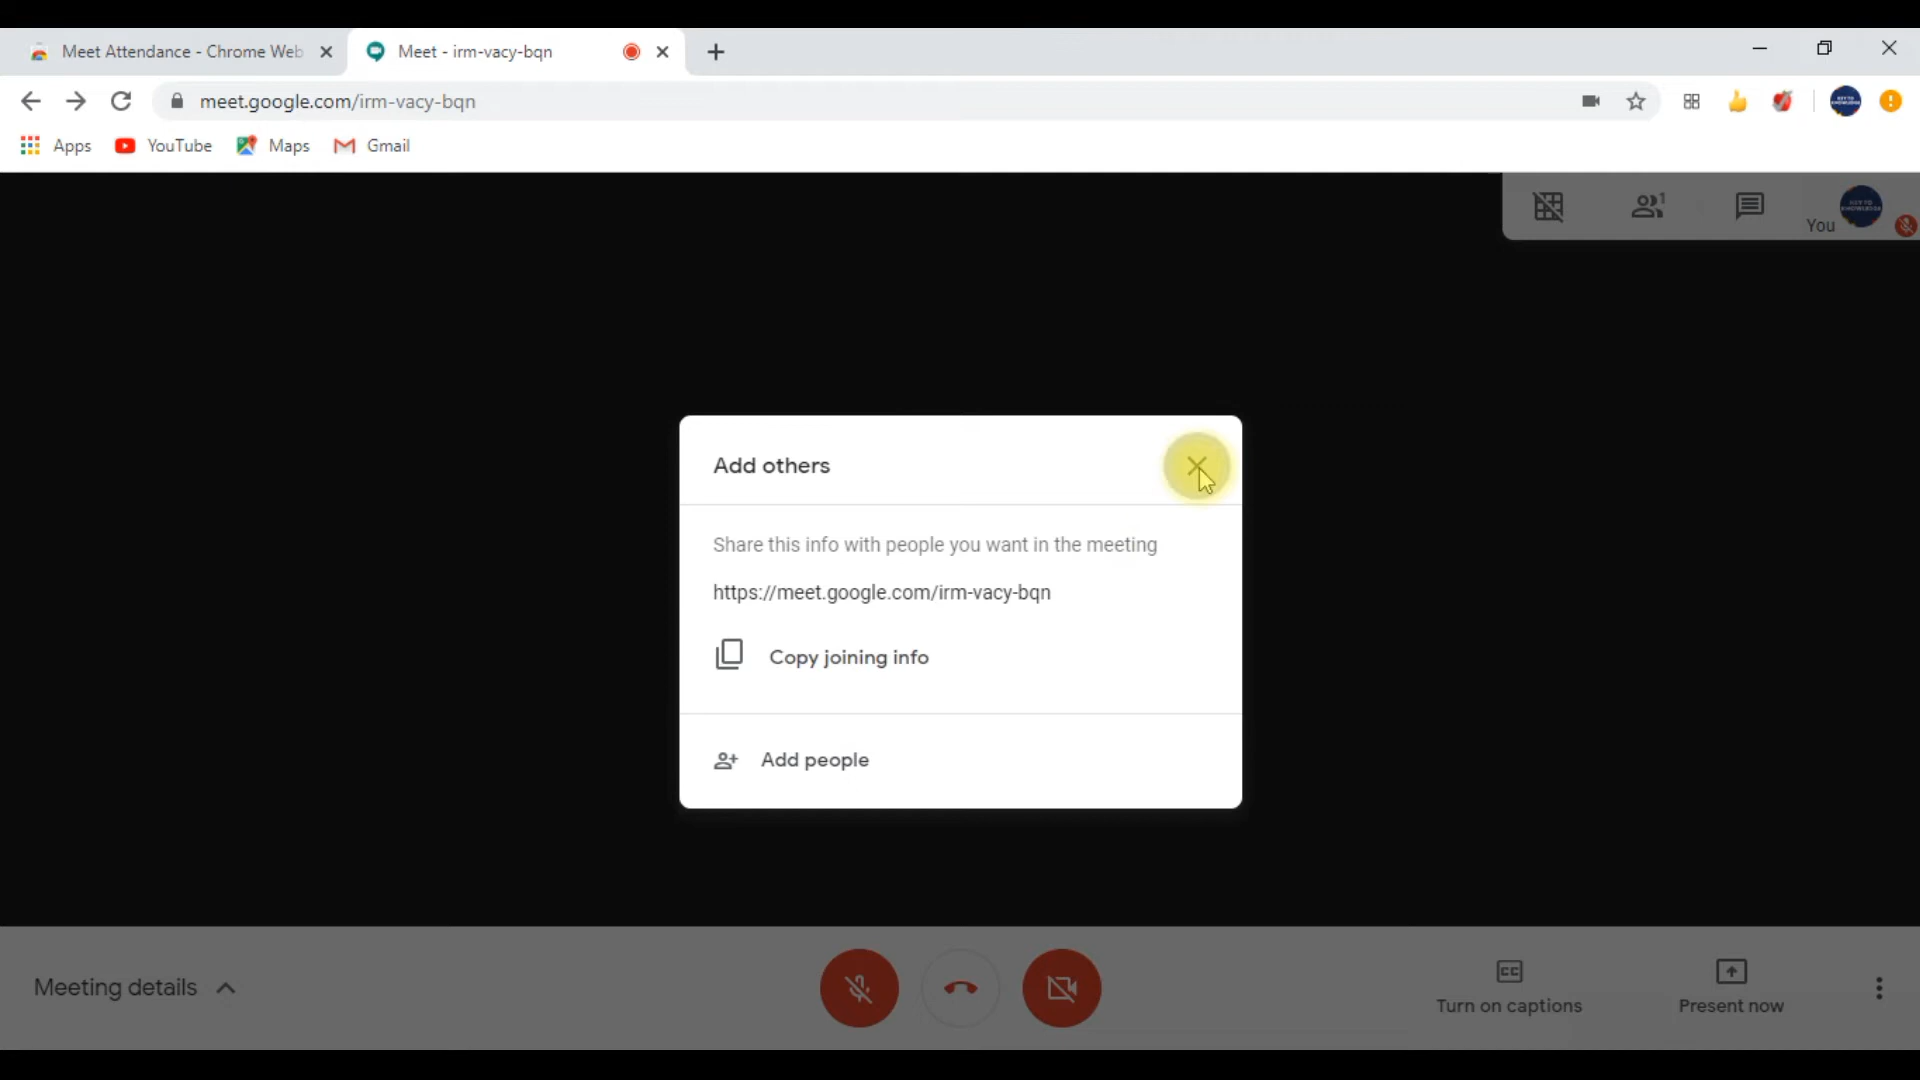 Meet Attendance - Chrome Web
Meet - irm-vacy-bqn
meet.google.com/irm-vacy-bqn
Apps
YouTube
Maps
Gmail
1
You
Add others
Share this info with people you want in the meeting
https://meet.google.com/irm-vacy-bqn
Copy joining info
Add people
Meeting details
CC
Turn on captions
Present now